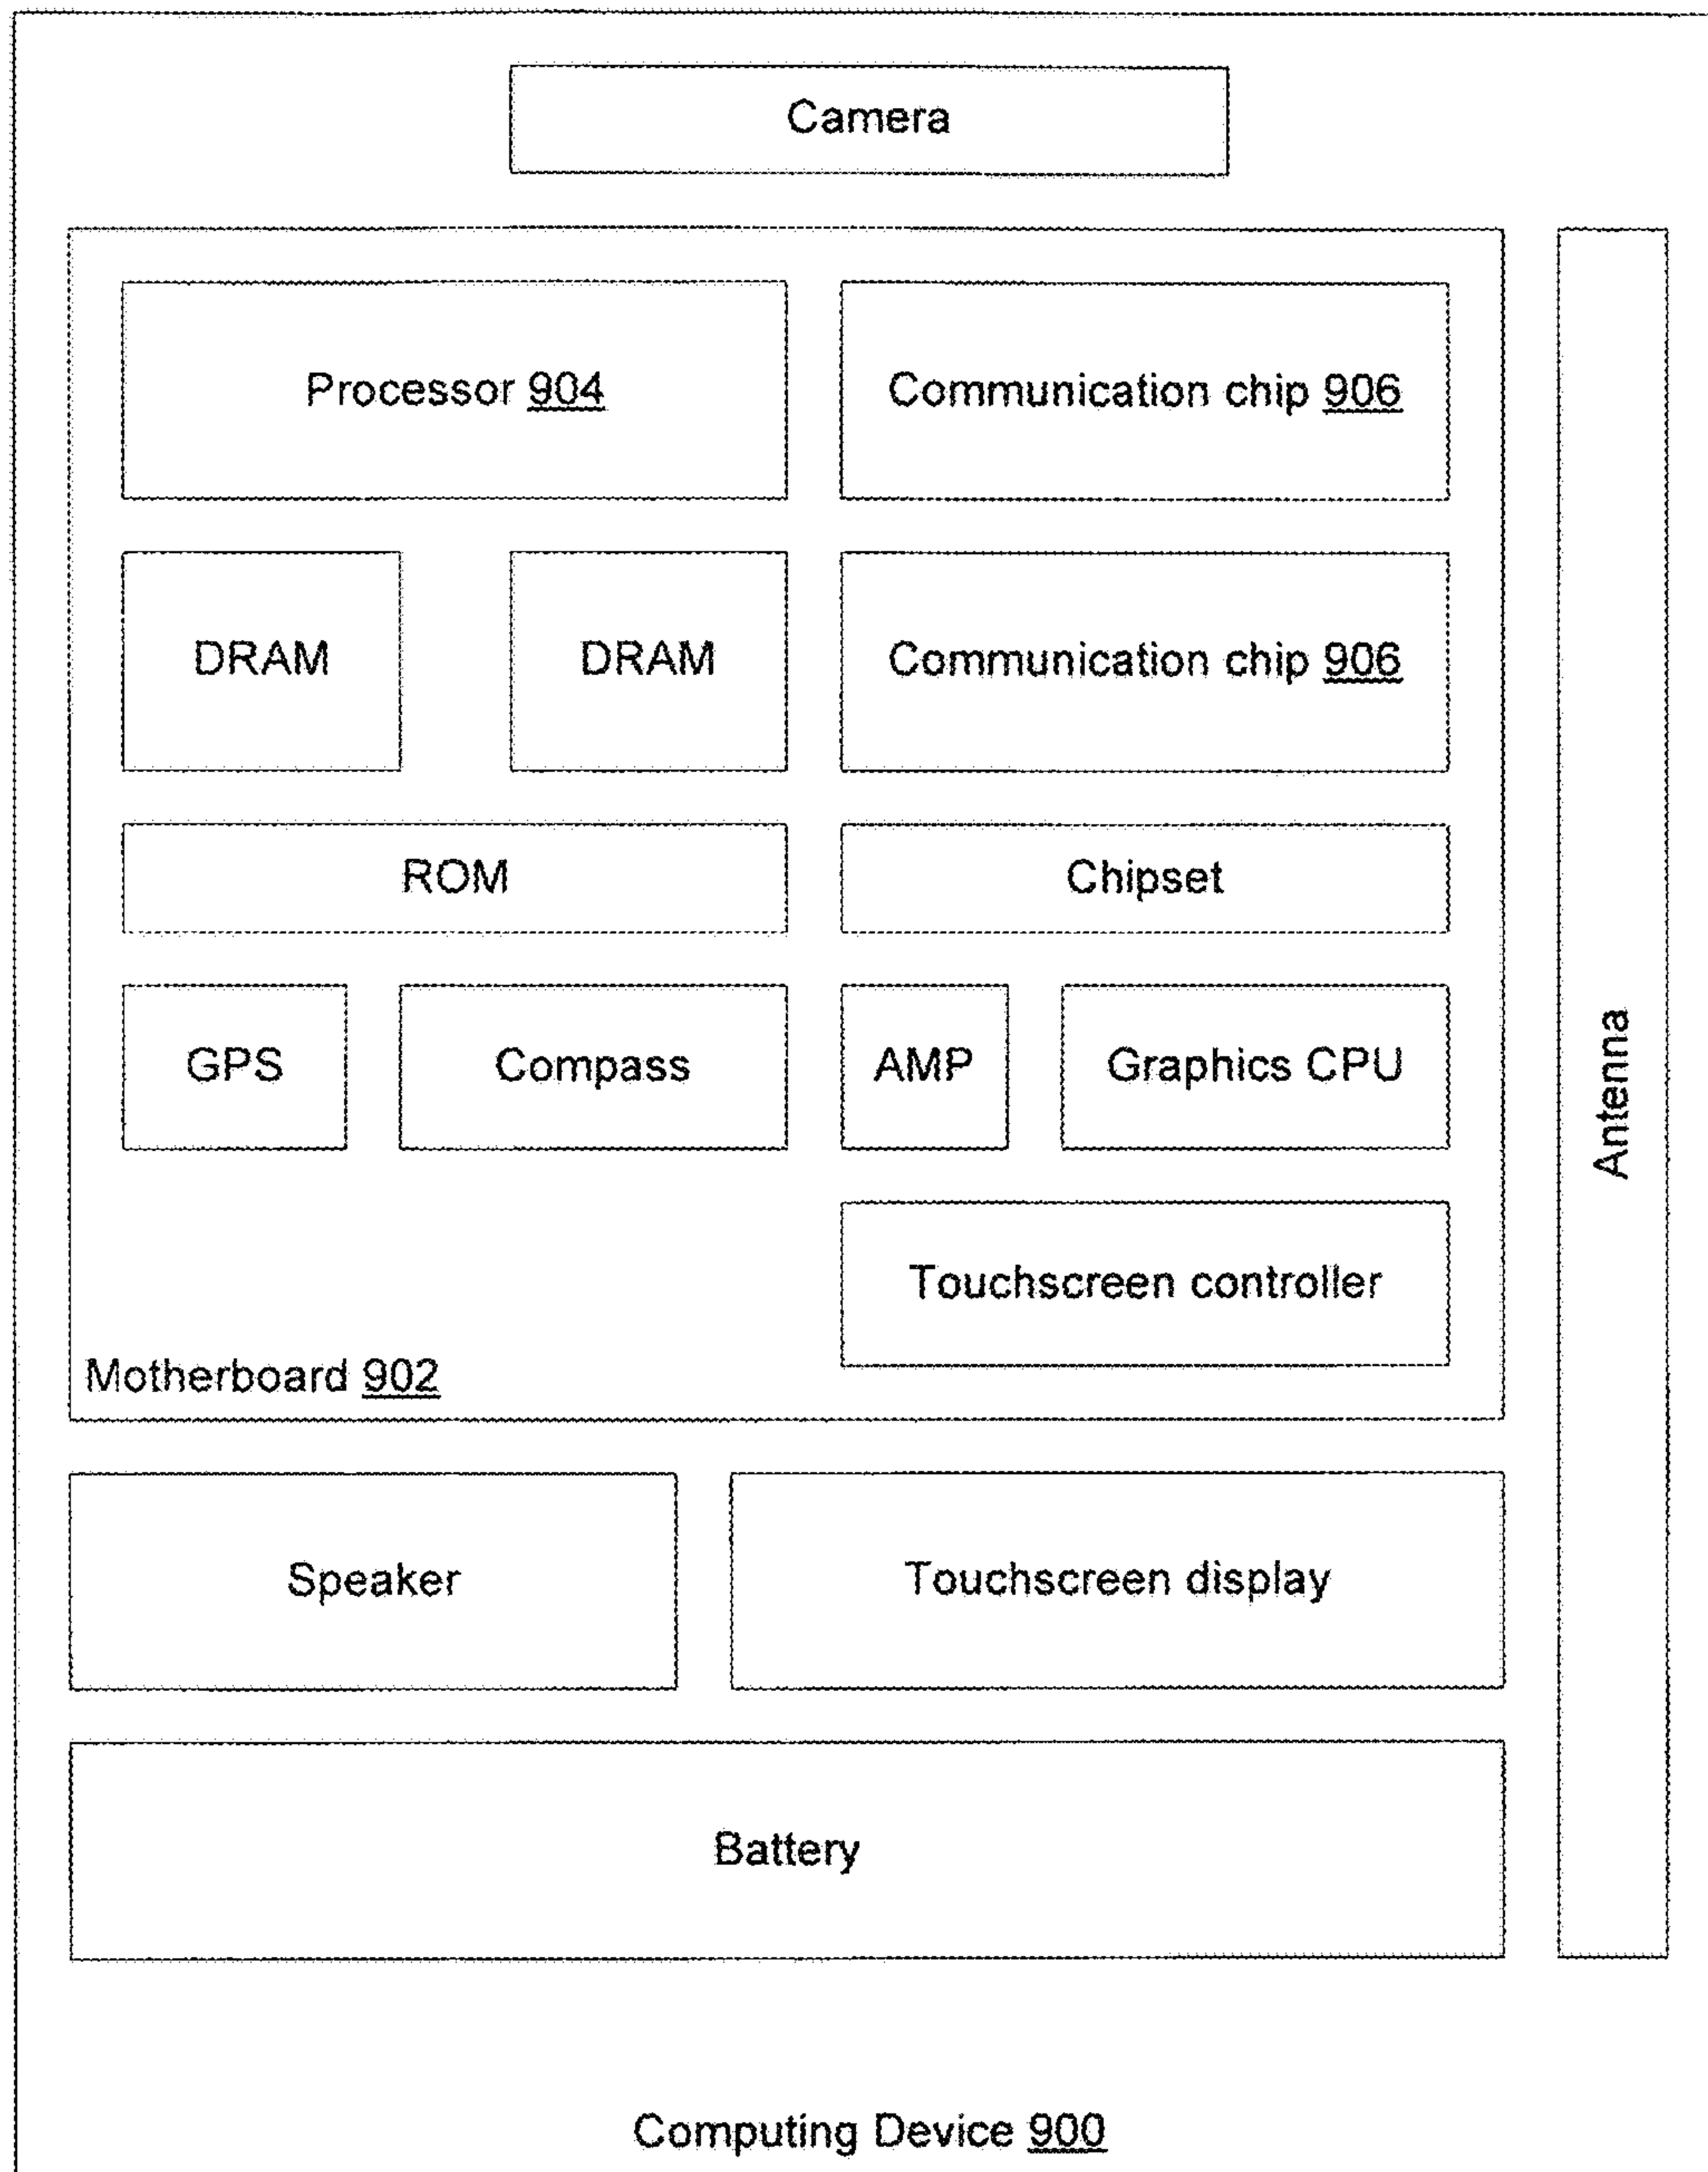 Camera
Processor 904
Communication chip 906
DRAM
DRAM
Communication chip 906
ROM
Chipset
GPS
Compass
AMP
Graphics CPU
Antenna
Touchscreen controller
Motherboard 902
Speaker
Touchscreen display
Battery
Computing Device 900